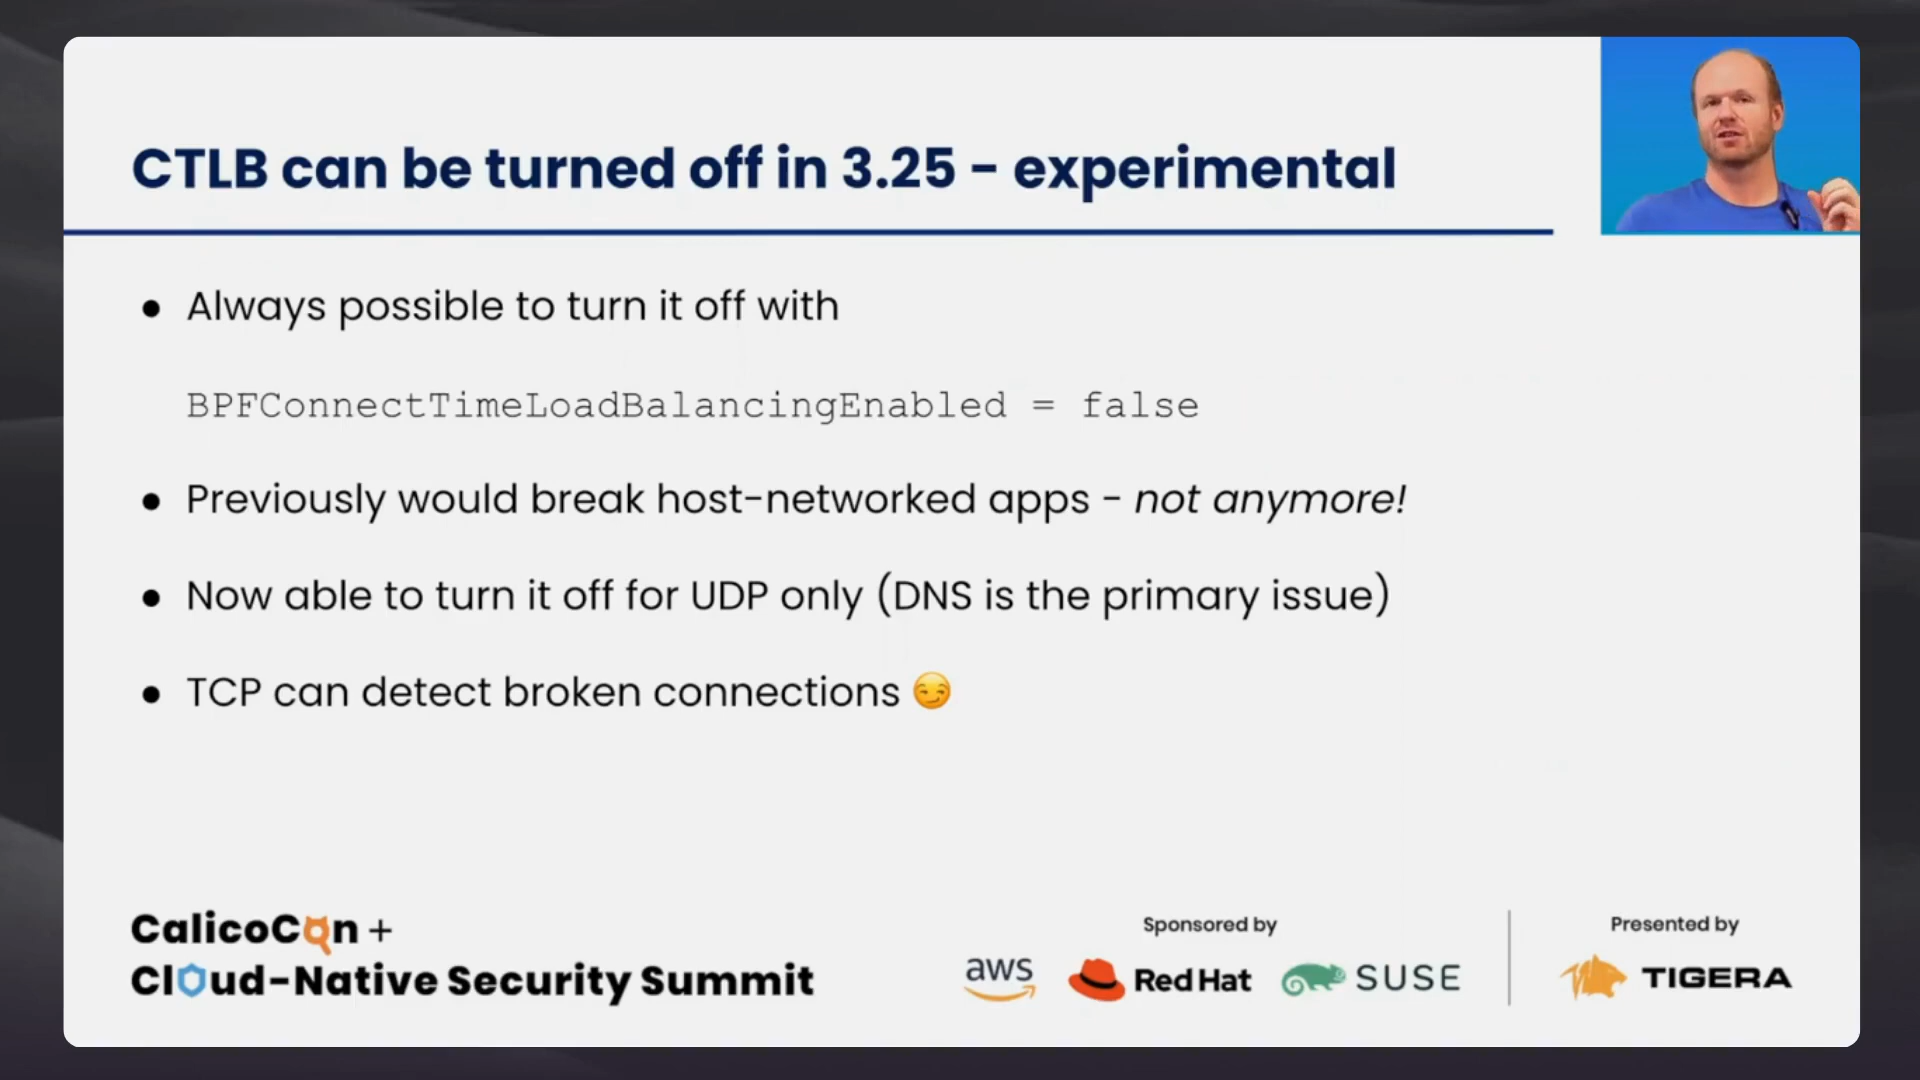 CTLB can be turned off in 3.25 - experimental
● Always possible to turn it off with
BPFConnectTimeLoadBalancingEnabled = false
● Previously would break host-networked apps - not anymore!
● Now able to turn it off for UDP only (DNS is the primary issue)
● TCP can detect broken connections 😏
CalicoCon +
Cloud-Native Security Summit
Sponsored by
aws Red Hat SUSE
Presented by
TIGERA